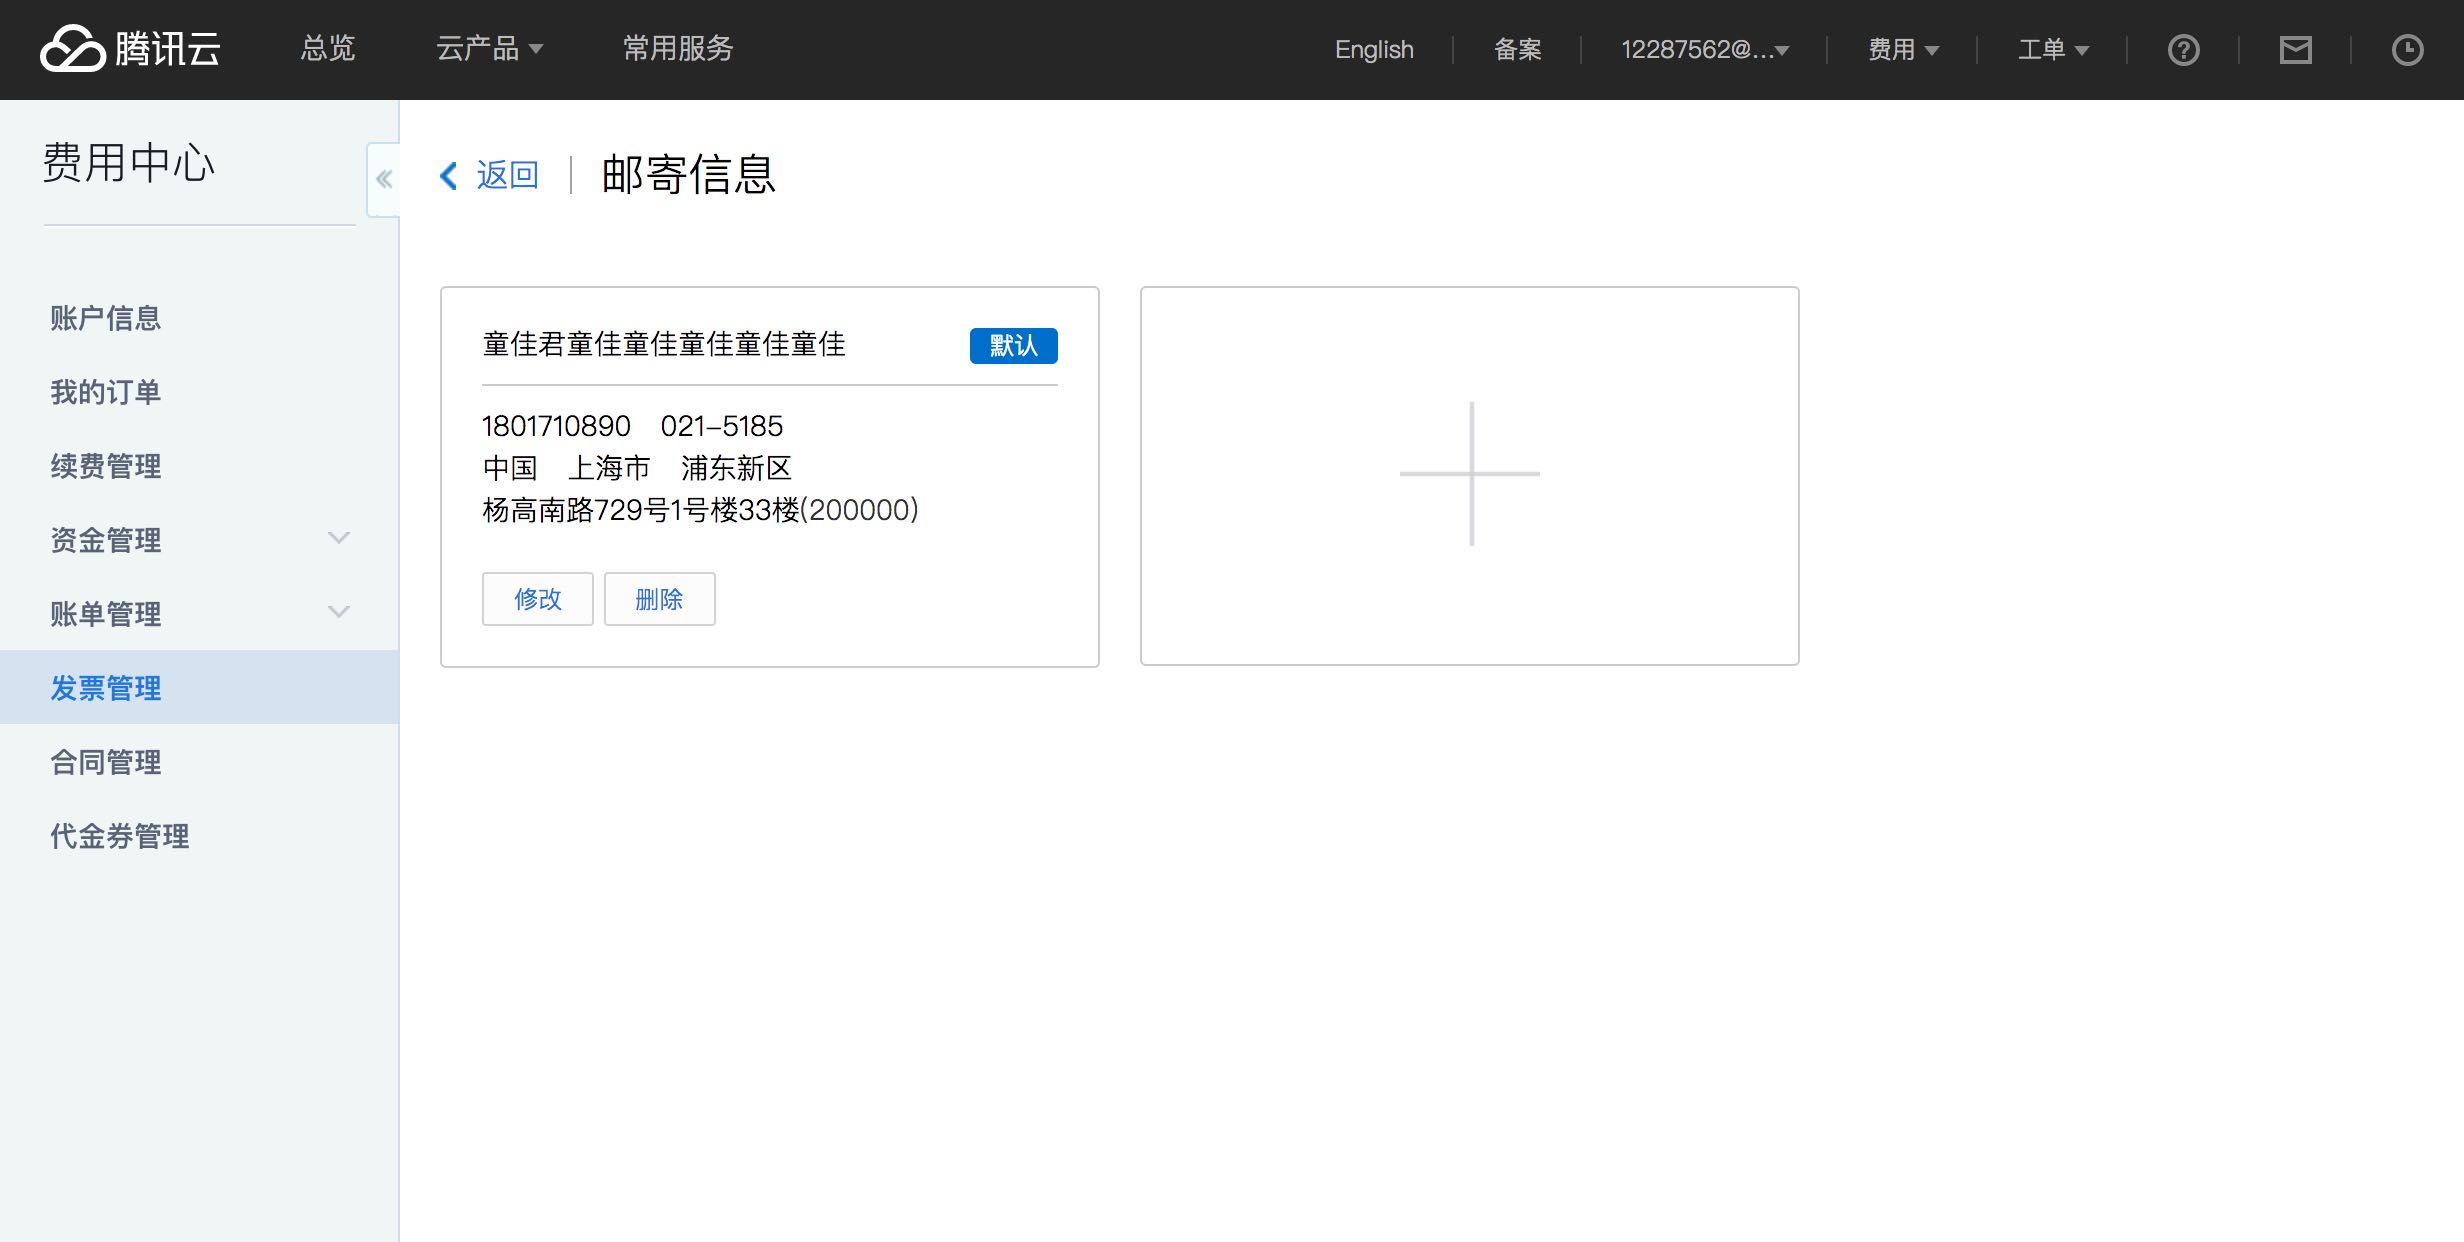 腾讯云 总览 云产品 常用服务 English 备案 12287562@... 费用 工单
费用中心
返回 邮寄信息
账户信息
我的订单
续费管理
资金管理
账单管理
发票管理
合同管理
代金券管理
童佳君童佳童佳童佳童佳童佳 默认
1801710890 021-5185
中国 上海市 浦东新区
杨高南路729号1号楼33楼(200000)
修改 删除